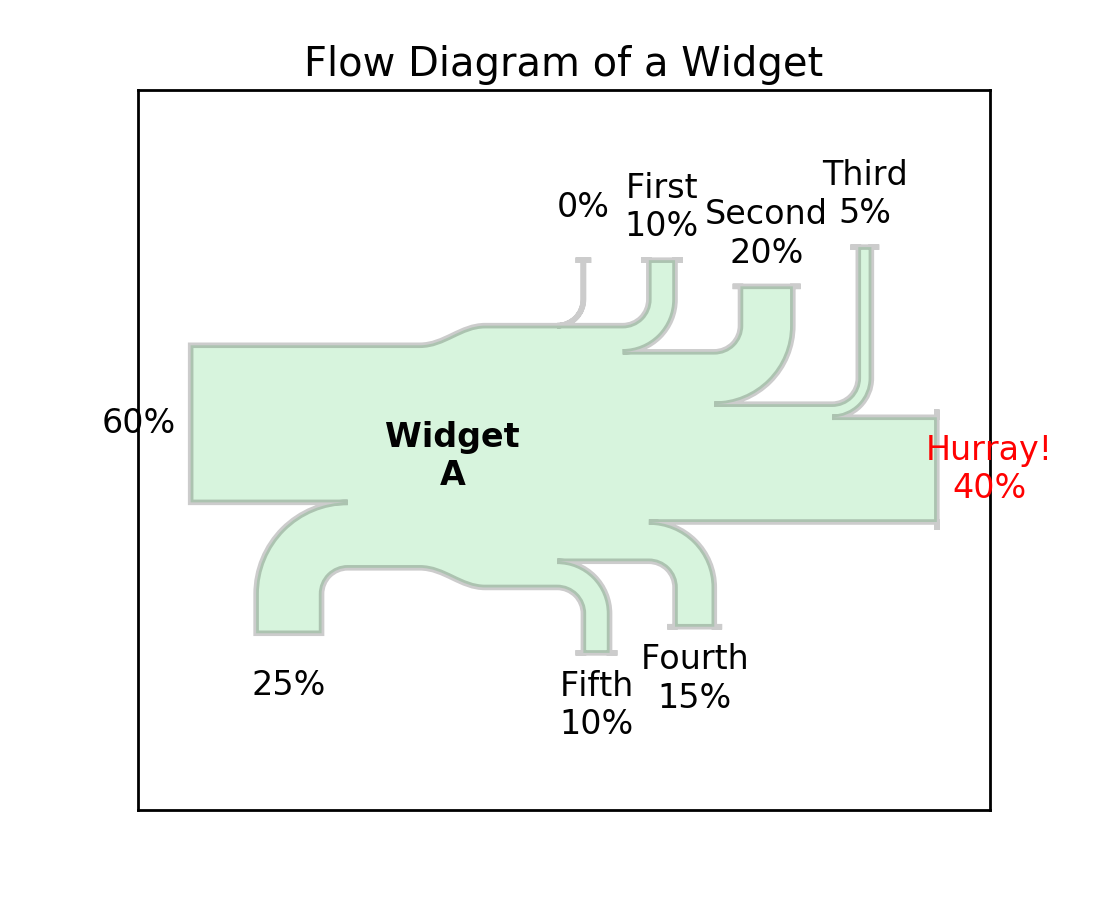 Flow Diagram of a Widget
0%
First
10%
Second
20%
Third
5%
60%
Widget
A
Hurray!
40%
25%
Fifth
10%
Fourth
15%